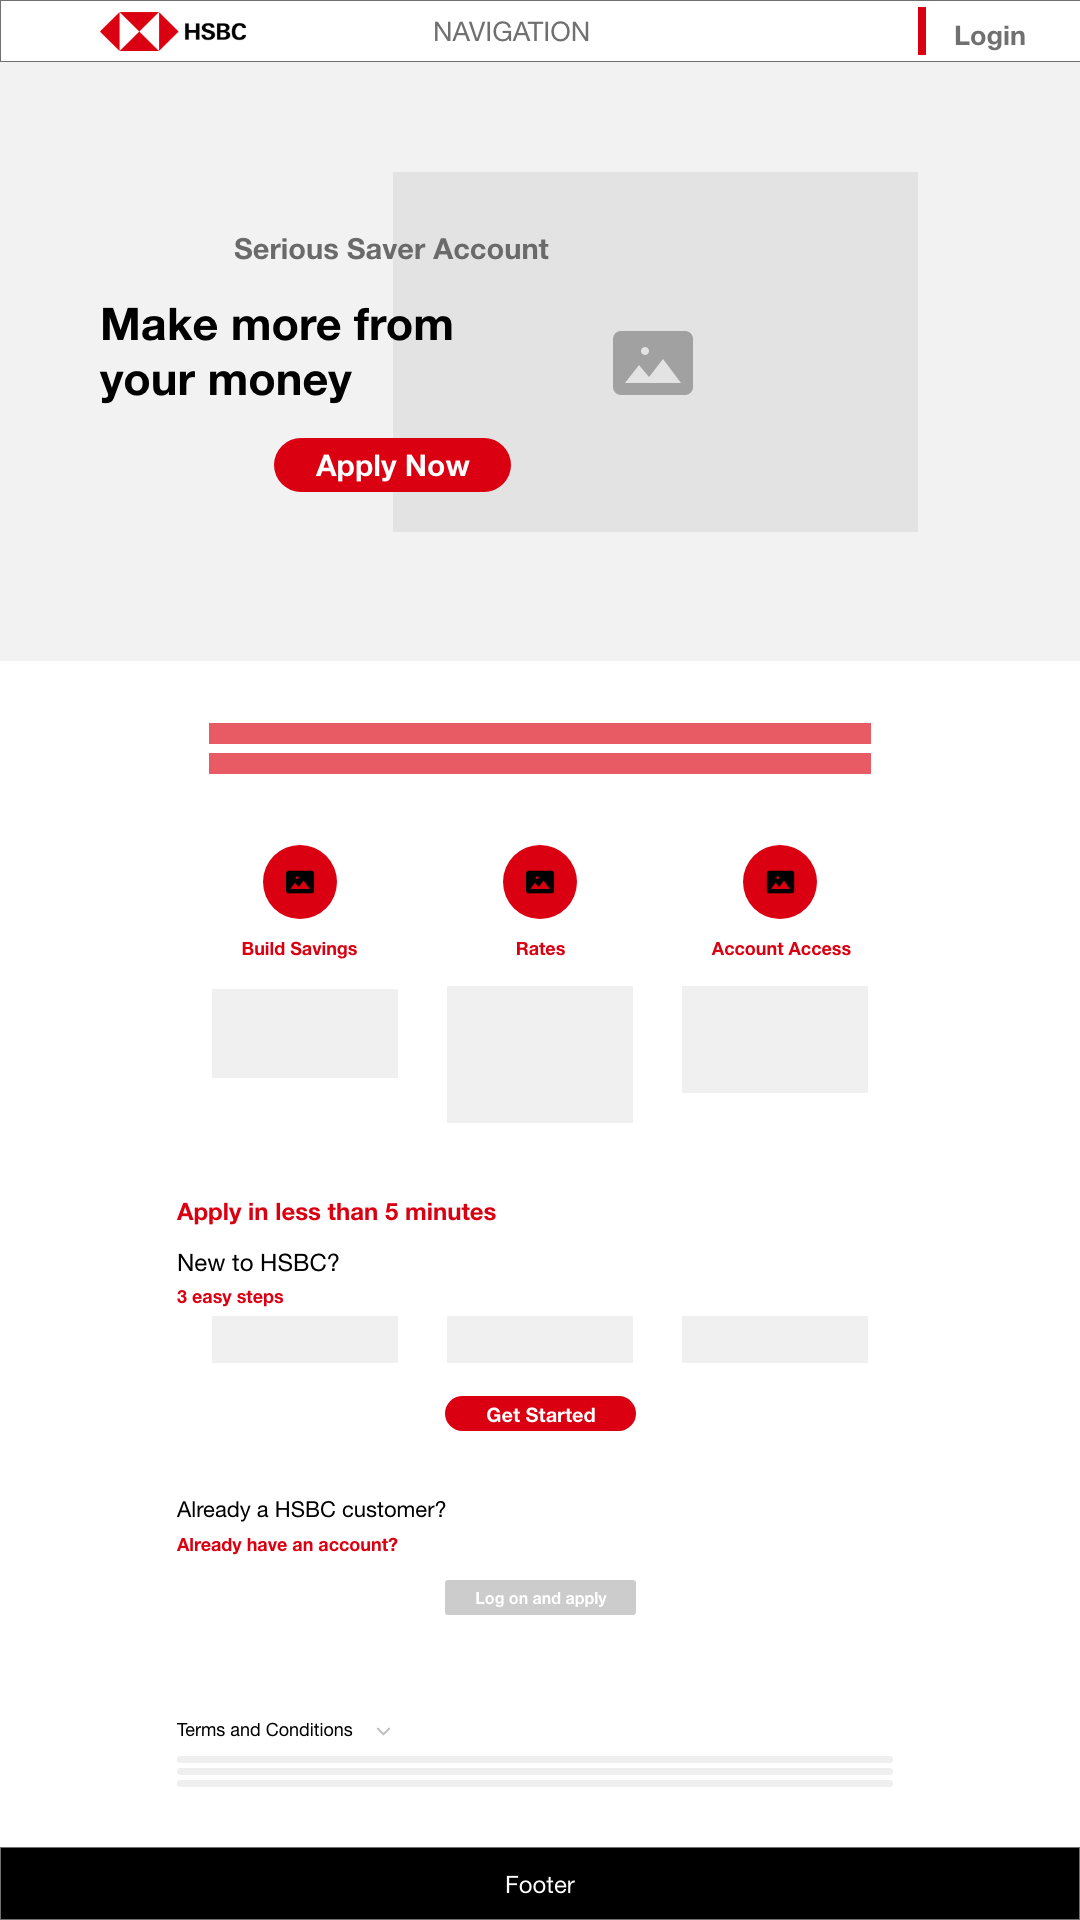 HSBC
NAVIGATION
Login
Serious Saver Account
Make more from
your money
Apply Now
Build Savings
Rates
Account Access
Apply in less than 5 minutes
New to HSBC?
3 easy steps
Get Started
Already a HSBC customer?
Already have an account?
Log on and apply
Terms and Conditions
Footer